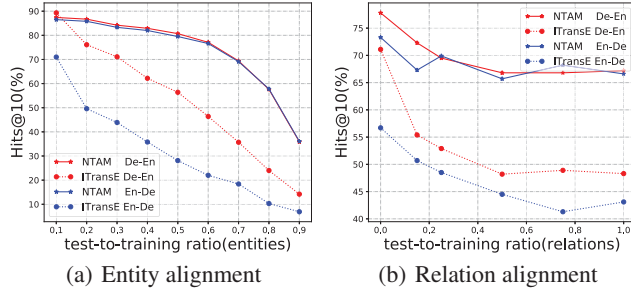 Hits@10(%)
90
80
70
60
50
40
30
20
10
NTAM De-En
ITransE De-En
NTAM En-De
ITransE En-De
0,1 0,2 0,3 0,4 0,5 0,6 0,7 0,8 0,9
test-to-training ratio(entities)
(a) Entity alignment
Hits@10(%)
75
70
65
60
55
50
45
40
NTAM De-En
ITransE De-En
NTAM En-De
ITransE En-De
0,0 0,2 0,4 0,6 0,8 1,0
test-to-training ratio(relations)
(b) Relation alignment